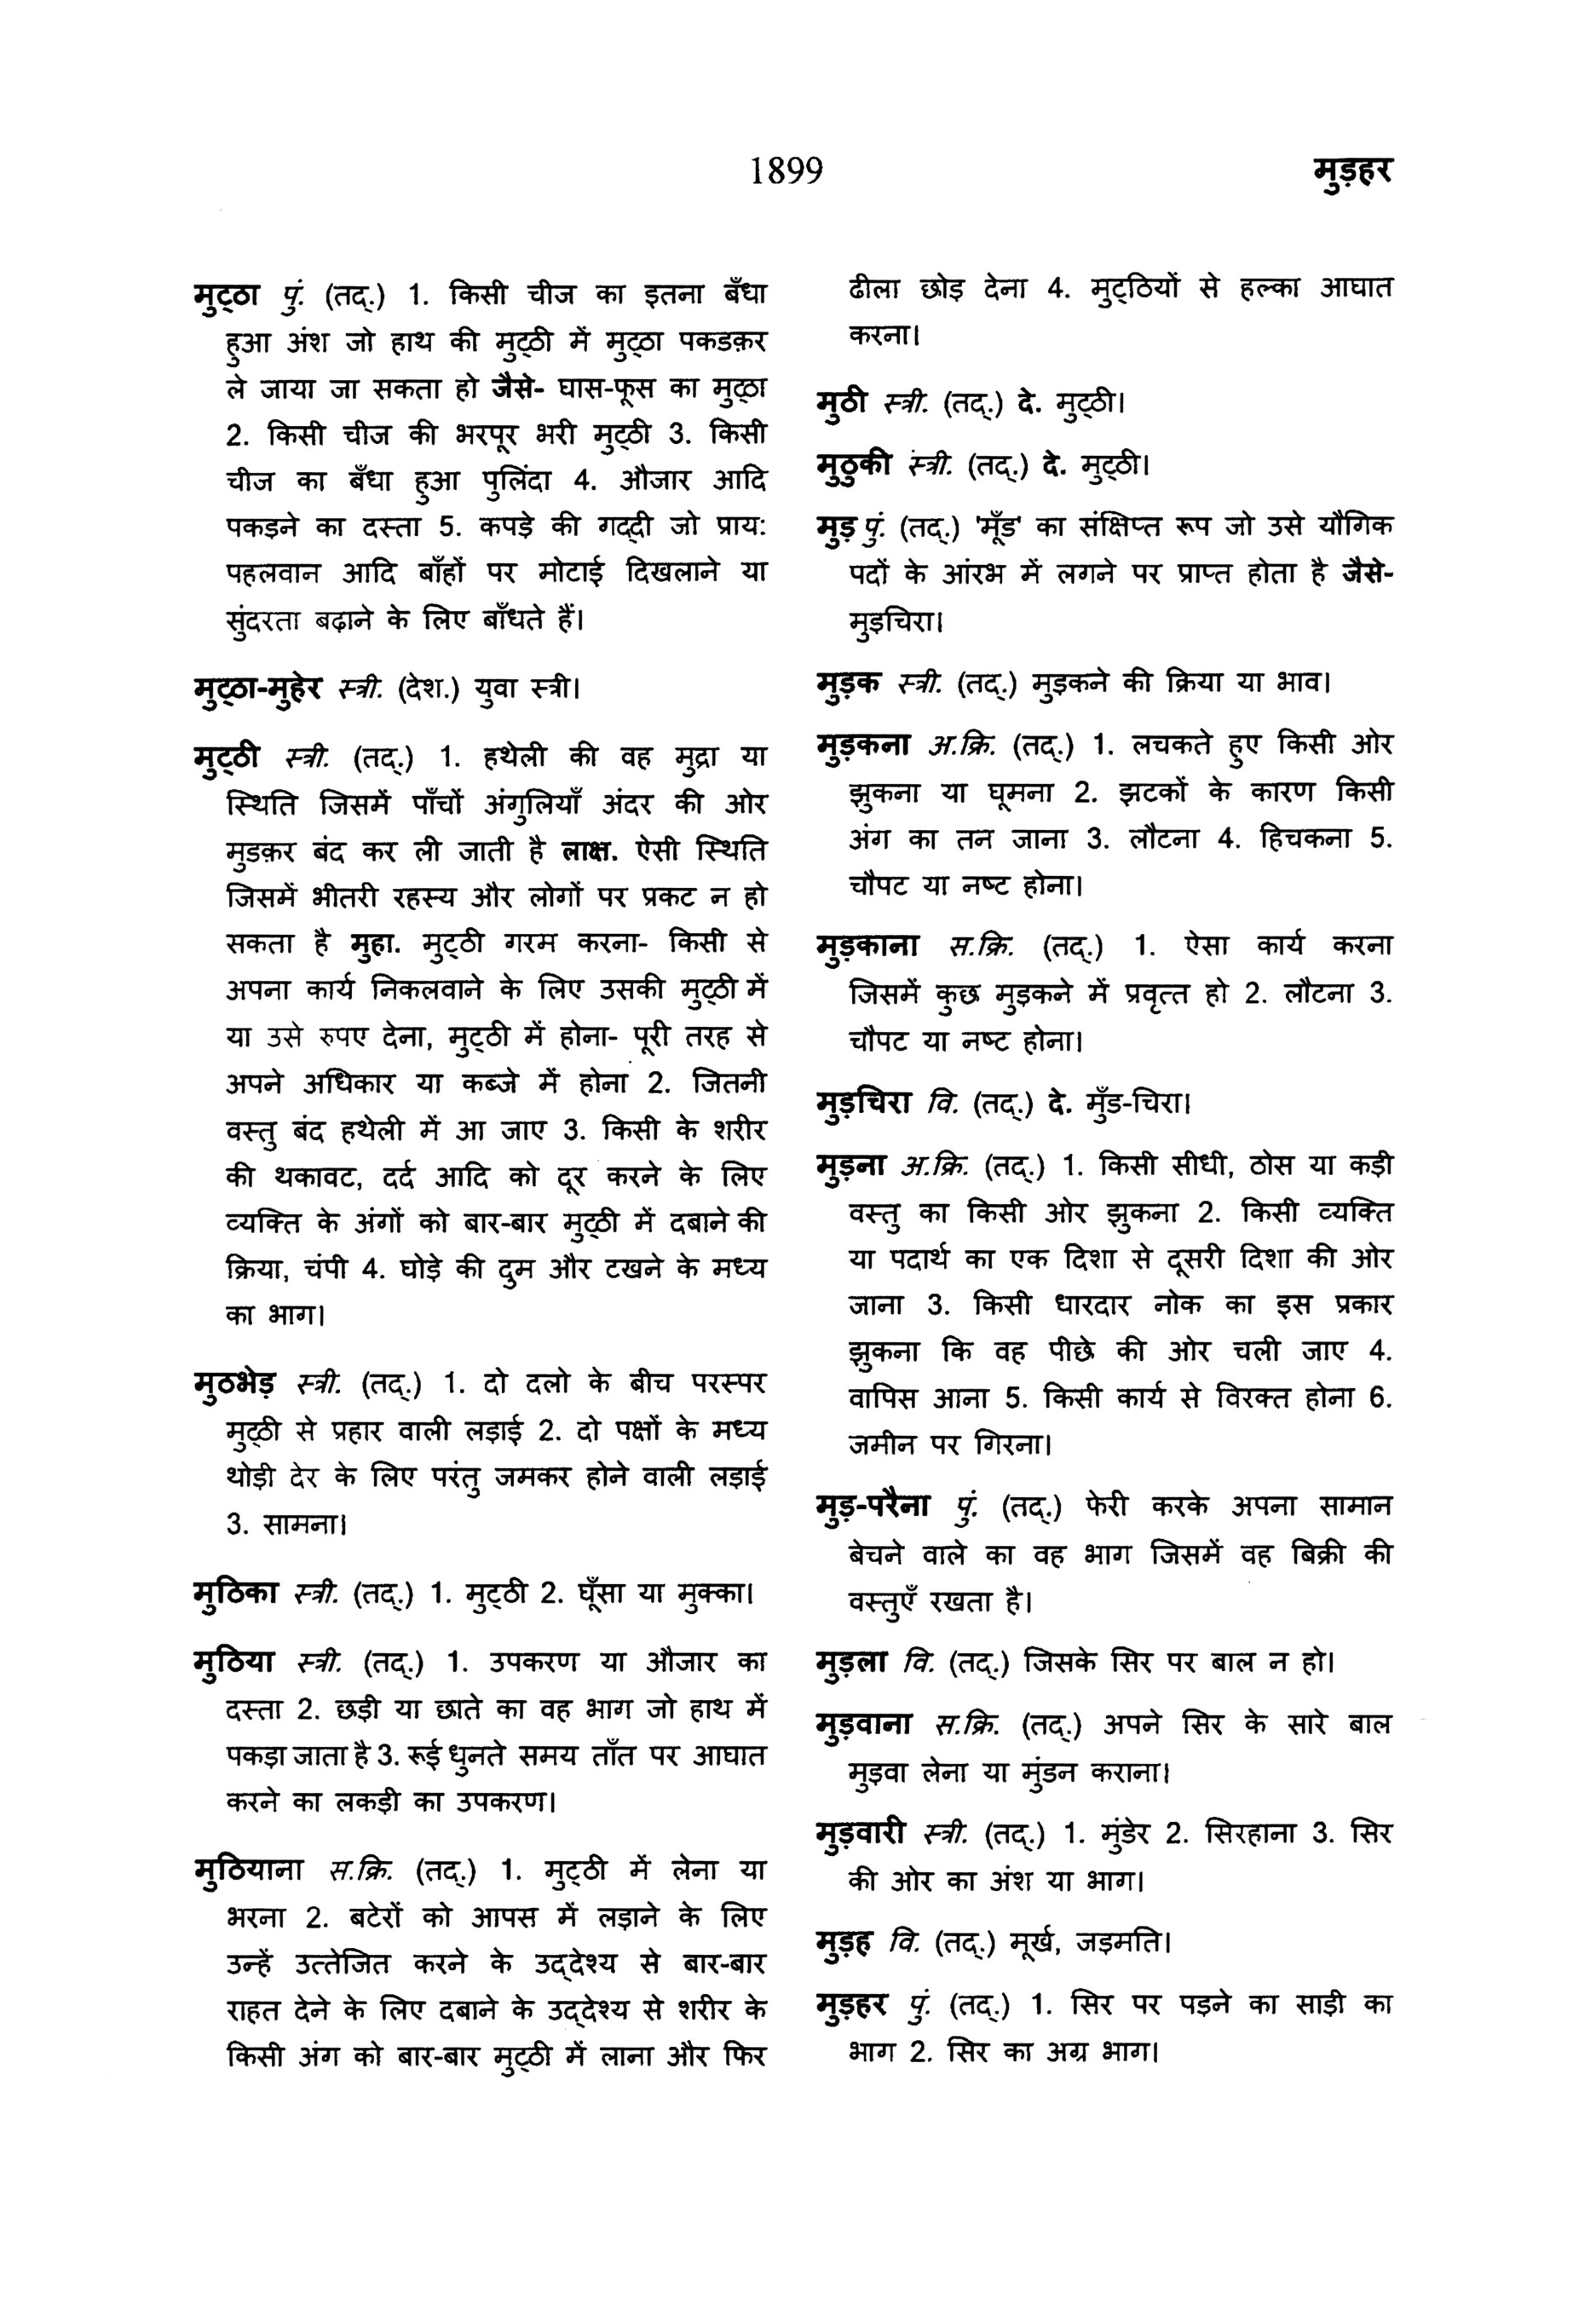 1899
मुड़हर
मुट्ठा पुं. (तद्.) 1. किसी चीज का इतना बँधा
हुआ अंश जो हाथ की मुट्ठी में मुट्ठा पकडक़र
ले जाया जा सकता हो जैसे- घास-फूस का मुट्ठा
2. किसी चीज की भरपूर भरी मुट्ठी 3. किसी
चीज का बँधा हुआ पुलिंदा 4. औजार आदि
पकड़ने का दस्ता 5. कपड़े की गद्दी जो प्राय:
पहलवान आदि बाँहों पर मोटाई दिखलाने या
सुंदरता बढ़ाने के लिए बाँधते हैं।
मुट्ठा-मुहेर स्त्री. (देश.) युवा स्त्री।
मुट्ठी स्त्री. (तद्.) 1. हथेली की वह मुद्रा या
स्थिति जिसमें पाँचों अंगुलियाँ अंदर की ओर
मुडक़र बंद कर ली जाती है लाक्ष. ऐसी स्थिति
जिसमें भीतरी रहस्य और लोगों पर प्रकट न हो
सकता है मुहा. मुट्ठी गरम करना- किसी से
अपना कार्य निकलवाने के लिए उसकी मुट्ठी में
या उसे रुपए देना, मुट्ठी में होना- पूरी तरह से
अपने अधिकार या कब्जे में होना 2. जितनी
वस्तु बंद हथेली में आ जाए 3. किसी के शरीर
की थकावट, दर्द आदि को दूर करने के लिए
व्यक्ति के अंगों को बार-बार मुट्ठी में दबाने की
क्रिया, चंपी 4. घोड़े की दुम और टखने के मध्य
का भाग।
मुठभेड़ स्त्री. (तद्.) 1. दो दलो के बीच परस्पर
मुट्ठी से प्रहार वाली लड़ाई 2. दो पक्षों के मध्य
थोड़ी देर के लिए परंतु जमकर होने वाली लड़ाई
3. सामना।
मुठिका स्त्री. (तद्.) 1. मुट्ठी 2. घूँसा या मुक्का।
मुठिया स्त्री. (तद्.) 1. उपकरण या औजार का
दस्ता 2. छड़ी या छाते का वह भाग जो हाथ में
पकड़ा जाता है 3. रूई धुनते समय ताँत पर आघात
करने का लकड़ी का उपकरण।
मुठियाना स.क्रि. (तद्.) 1. मुट्ठी में लेना या
भरना 2. बटेरों को आपस में लड़ाने के लिए
उन्हें उत्तेजित करने के उद्देश्य से बार-बार
राहत देने के लिए दबाने के उद्देश्य से शरीर के
किसी अंग को बार-बार मुट्ठी में लाना और फिर
ढीला छोड़ देना 4. मुट्ठियों से हल्का आघात
करना।
मुठी स्त्री. (तद्.) दे. मुट्ठी।
मुठुकी स्त्री. (तद्.) दे. मुट्ठी।
मुड़ पुं. (तद्.) 'मूँड' का संक्षिप्त रूप जो उसे यौगिक
पदों के आंरभ में लगने पर प्राप्त होता है जैसे-
मुड़चिरा।
मुड़क स्त्री. (तद्.) मुड़कने की क्रिया या भाव।
मुड़कना अ.क्रि. (तद्.) 1. लचकते हुए किसी ओर
झुकना या घूमना 2. झटकों के कारण किसी
अंग का तन जाना 3. लौटना 4. हिचकना 5.
चौपट या नष्ट होना।
मुड़काना स.क्रि. (तद्.) 1. ऐसा कार्य करना
जिसमें कुछ मुड़कने में प्रवृत्त हो 2. लौटना 3.
चौपट या नष्ट होना।
मुड़चिरा वि. (तद्.) दे. मुँड-चिरा।
मुड़ना अ.क्रि. (तद्.) 1. किसी सीधी, ठोस या कड़ी
वस्तु का किसी ओर झुकना 2. किसी व्यक्ति
या पदार्थ का एक दिशा से दूसरी दिशा की ओर
जाना 3. किसी धारदार नोक का इस प्रकार
झुकना कि वह पीछे की ओर चली जाए 4.
वापिस आना 5. किसी कार्य से विरक्त होना 6.
जमीन पर गिरना।
मुड़-परैना पुं. (तद्.) फेरी करके अपना सामान
बेचने वाले का वह भाग जिसमें वह बिक्री की
वस्तुएँ रखता है।
मुड़ला वि. (तद्.) जिसके सिर पर बाल न हो।
मुड़वाना स.क्रि. (तद्.) अपने सिर के सारे बाल
मुड़वा लेना या मुंडन कराना।
मुड़वारी स्त्री. (तद्.) 1. मुंडेर 2. सिरहाना 3. सिर
की ओर का अंश या भाग।
मुड़ह वि. (तद्.) मूर्ख, जड़मति।
मुड़हर पुं. (तद्.) 1. सिर पर पड़ने का साड़ी का
भाग 2. सिर का अग्र भाग।